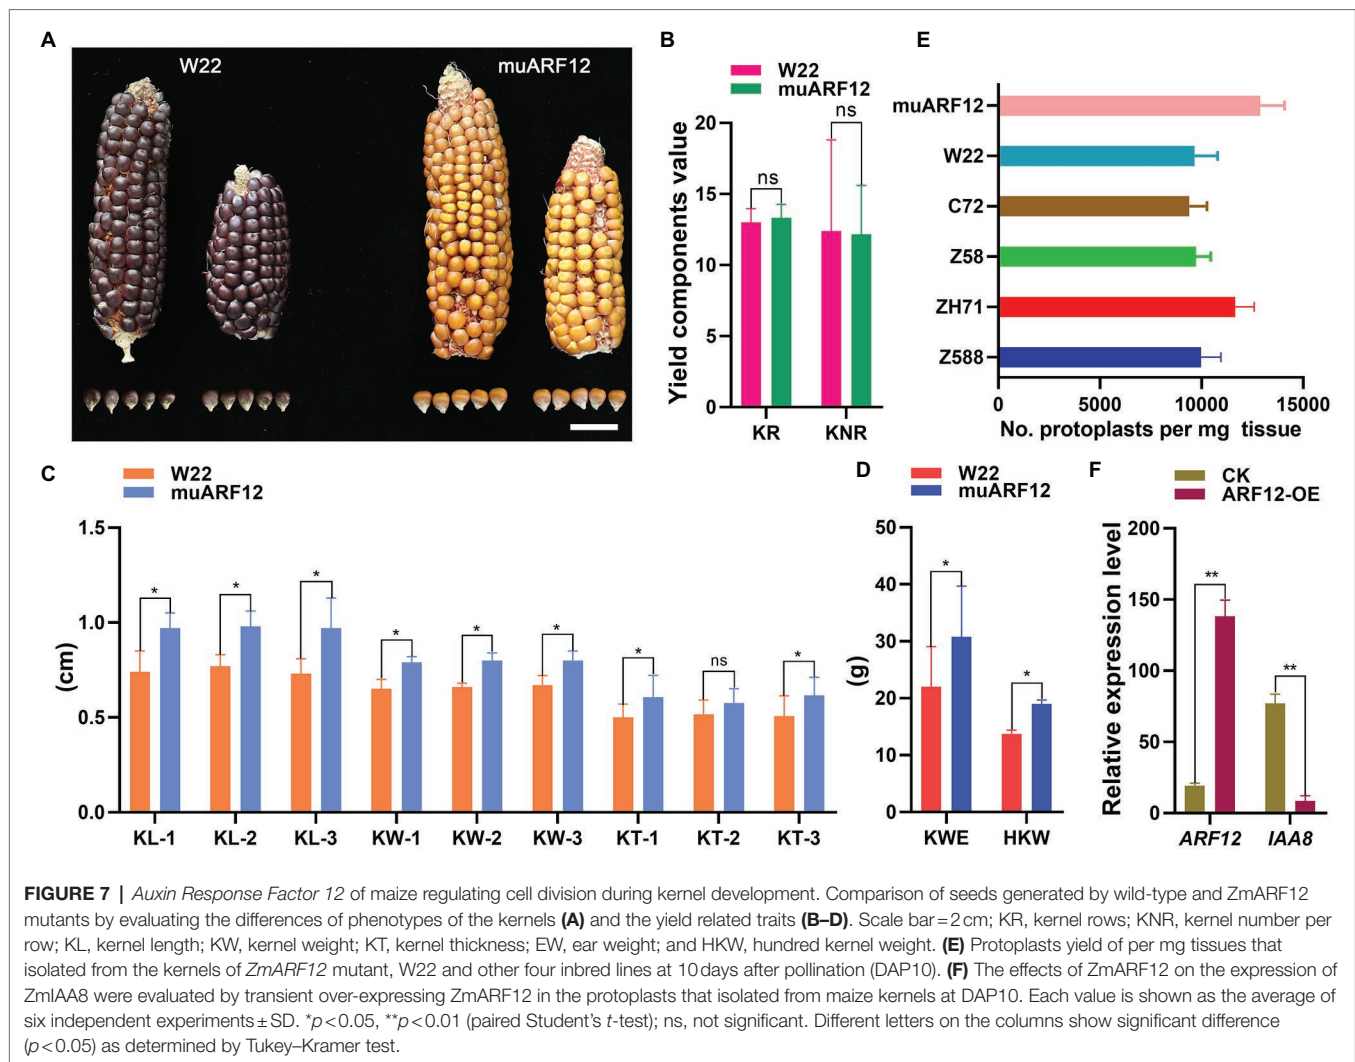 A
W22
muARF12
B
W22
muARF12
Yield components value
20
15
10
5
0
ns
ns
KR
KNR
E
muARF12
W22
C72
Z58
ZH71
Z588
0
5000
10000
15000
No. protoplasts per mg tissue
C
W22
muARF12
(cm)
1.5
1.0
0.5
0.0
*
*
*
*
*
*
*
ns
*
KL-1
KL-2
KL-3
KW-1
KW-2
KW-3
KT-1
KT-2
KT-3
D
W22
muARF12
(g)
50
40
30
20
10
0
*
*
KWE
HKW
F
CK
ARF12-OE
Relative expression level
200
150
100
50
0
**
**
ARF12
IAA8
FIGURE 7 | Auxin Response Factor 12 of maize regulating cell division during kernel development. Comparison of seeds generated by wild-type and ZmARF12
mutants by evaluating the differences of phenotypes of the kernels (A) and the yield related traits (B–D). Scale bar = 2 cm; KR, kernel rows; KNR, kernel number per
row; KL, kernel length; KW, kernel weight; KT, kernel thickness; EW, ear weight; and HKW, hundred kernel weight. (E) Protoplasts yield of per mg tissues that
isolated from the kernels of ZmARF12 mutant, W22 and other four inbred lines at 10 days after pollination (DAP10). (F) The effects of ZmARF12 on the expression of
ZmIAA8 were evaluated by transient over-expressing ZmARF12 in the protoplasts that isolated from maize kernels at DAP10. Each value is shown as the average of
six independent experiments ± SD. *p < 0.05, **p < 0.01 (paired Student's t-test); ns, not significant. Different letters on the columns show significant difference
(p < 0.05) as determined by Tukey–Kramer test.